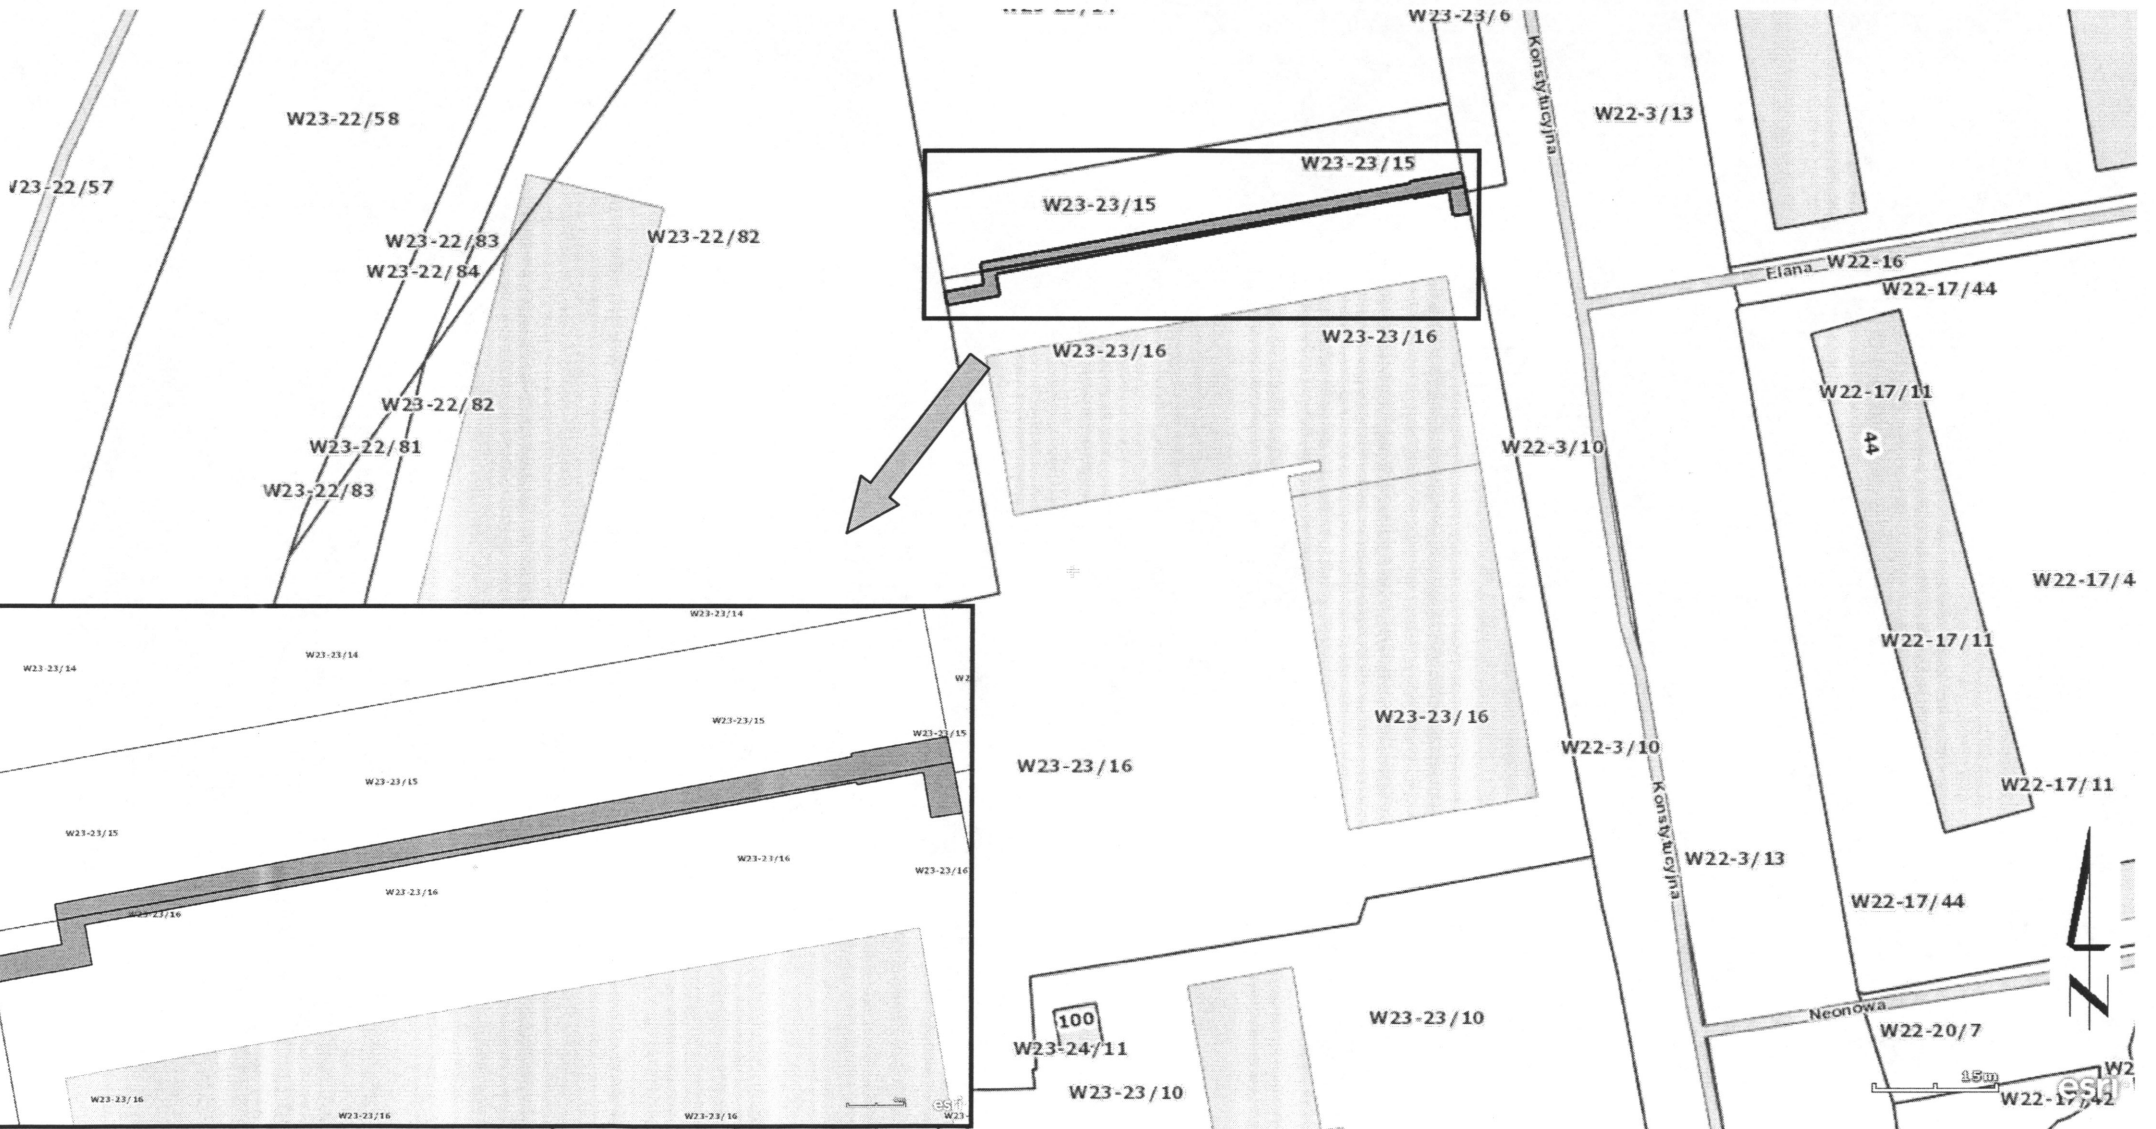 W23-23/14
W23-23/6
Konstytucyjna
W22-3/13
W23-22/58
W23-23/15
W23-22/57
W23-23/15
W23-22/83
W23-22/82
W23-22/84
Elana
W22-16
W22-17/44
W23-23/16
W23-23/16
W22-17/11
W23-22/82
44
W23-22/81
W22-3/10
W23-22/83
W22-17/4
W22-17/11
W23-23/16
W22-3/10
W23-23/16
W22-17/11
Konstytucyjna
W22-3/13
W22-17/44
Neonowa
100
W23-23/10
W22-20/7
W23-24/11
W23-23/10
15m
esri
W22-17/42
W23-23/14
W23-23/14
W23-23/14
W23-23/15
W23-23/15
W23-23/15
W23-23/15
W23-23/16
W23-23/16
W23-23/16
W23-23/16
W23-23/16
W23-23/16
W23-23/16
esri
W23-
N